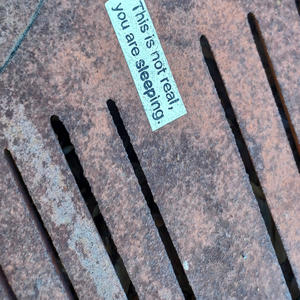 This is not real,
you are sleeping.